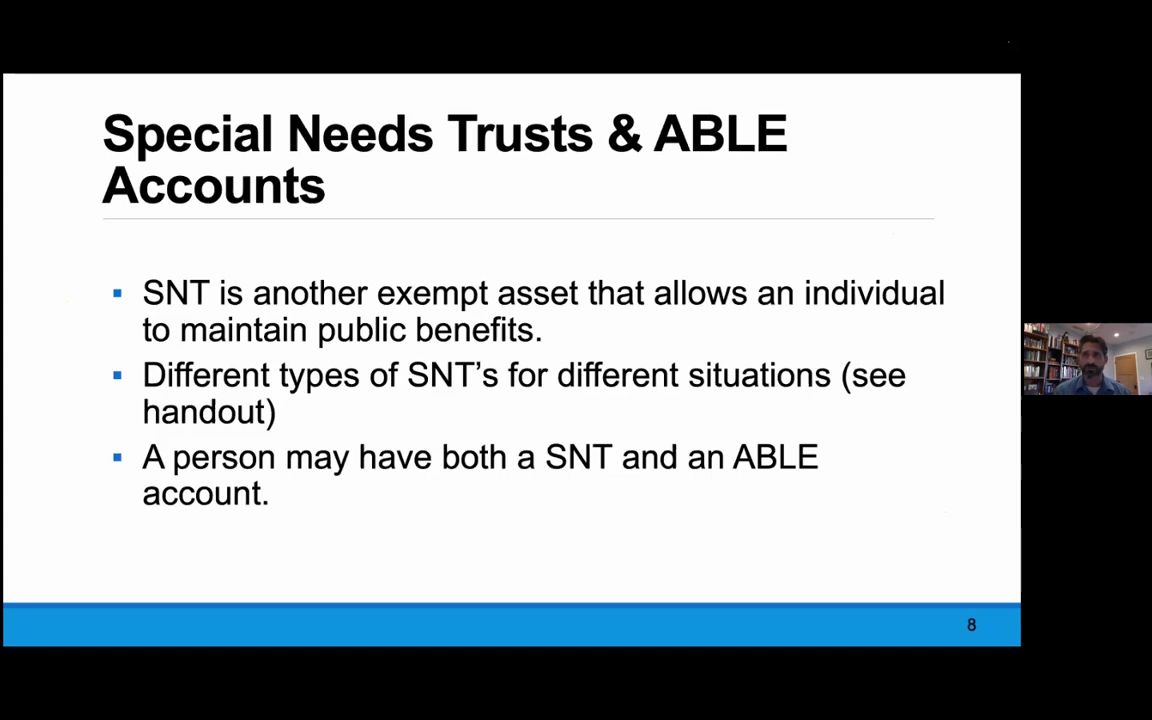 Special Needs Trusts & ABLE
Accounts
▪ SNT is another exempt asset that allows an individual
to maintain public benefits.
▪ Different types of SNT’s for different situations (see
handout)
▪ A person may have both a SNT and an ABLE
account.
8